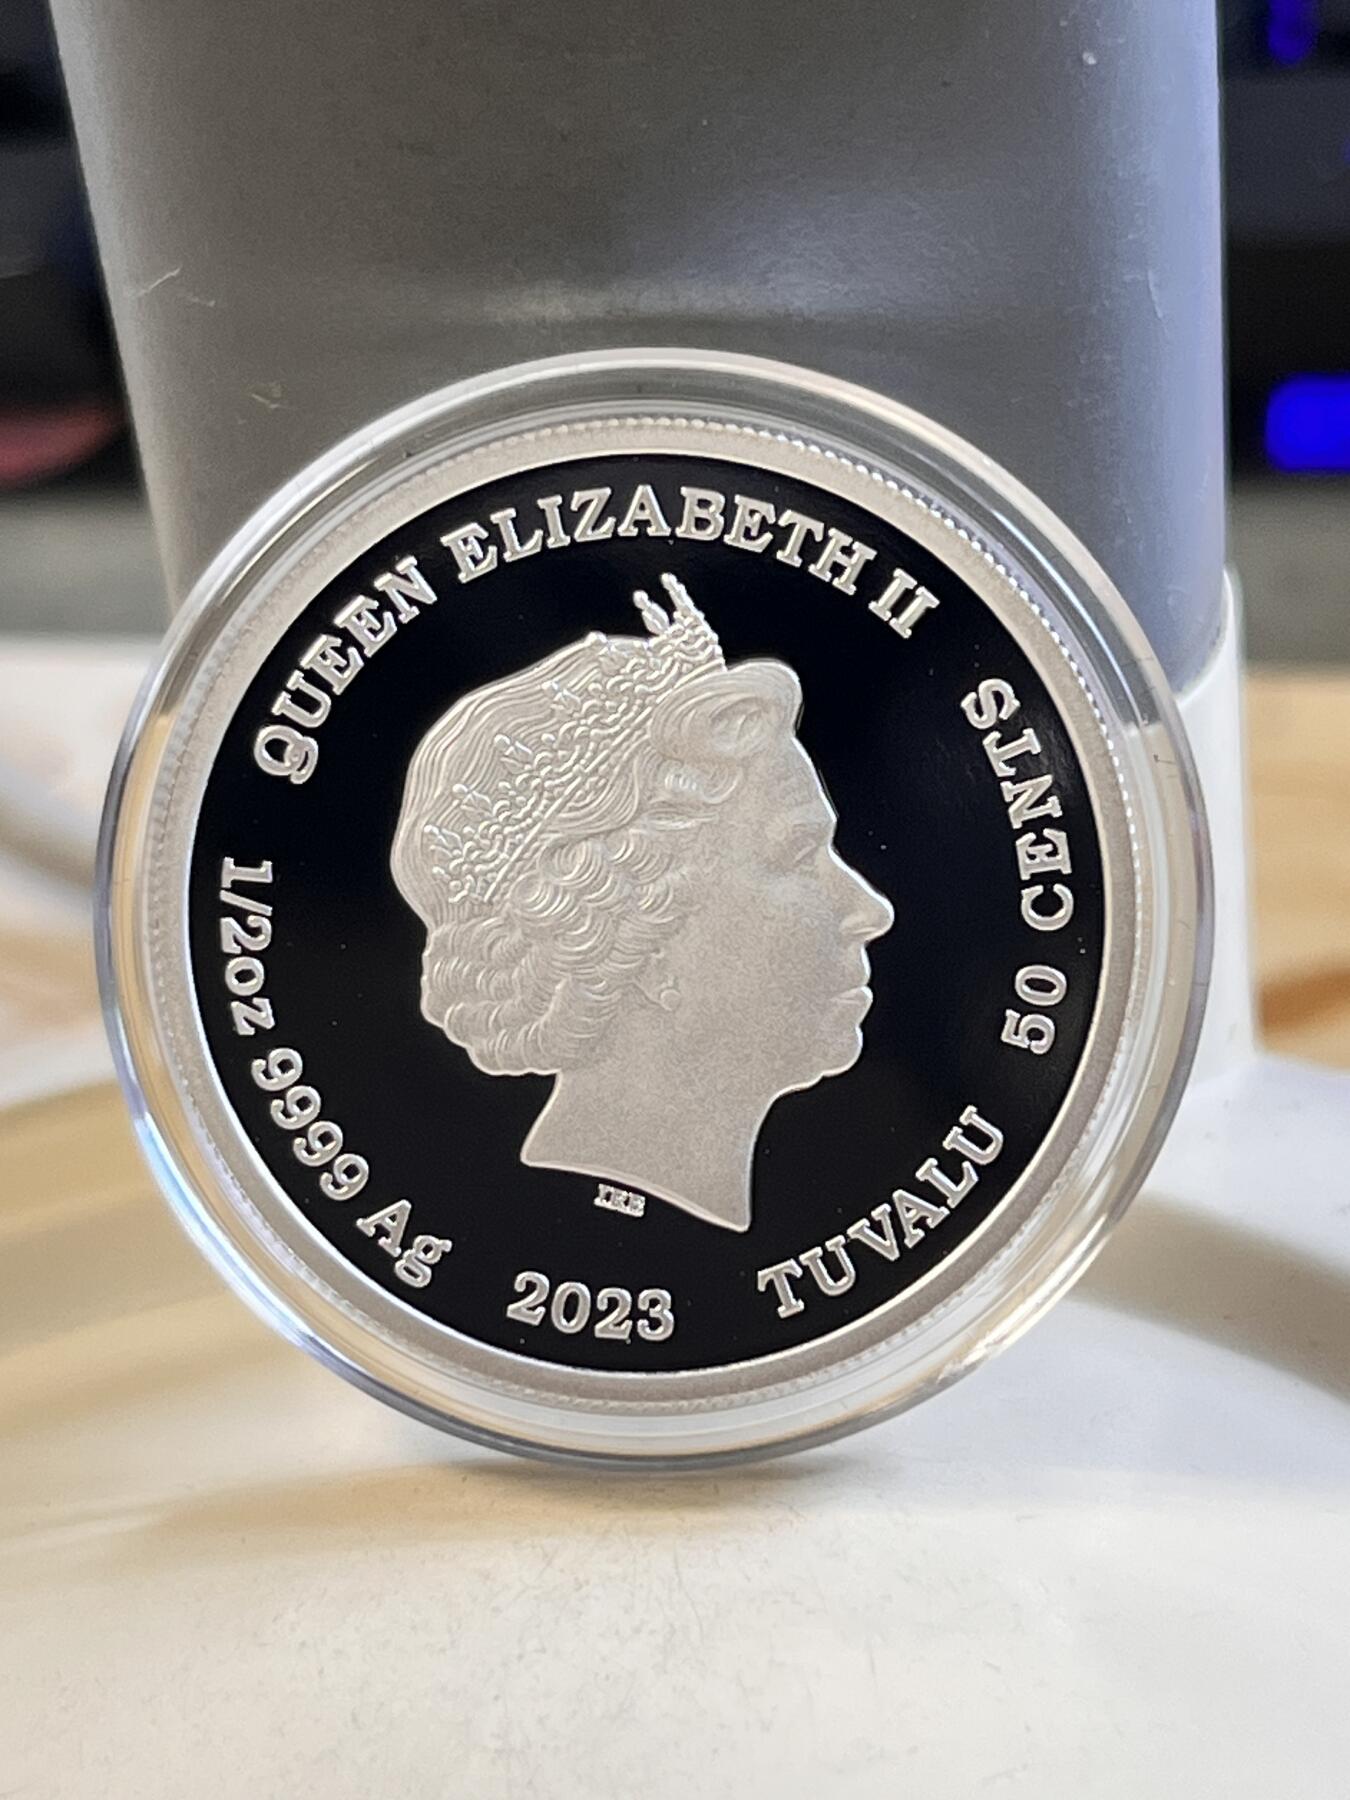 QUEEN ELIZABETH II
50 CENTS
TUVALU
2023
1/2oz 9999 Ag
IRB